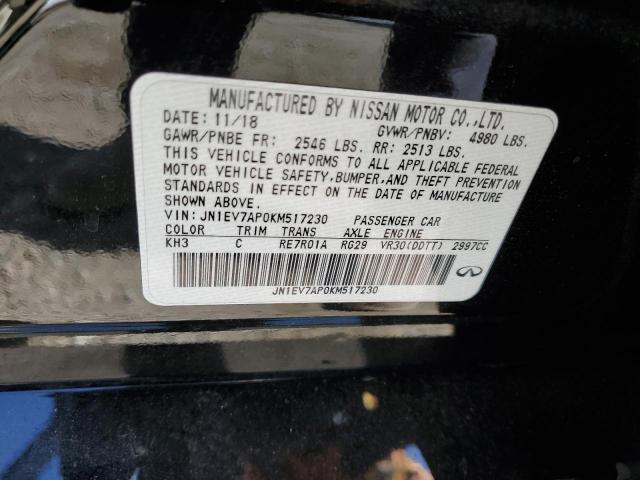 MANUFACTURED BY NISSAN MOTOR CO.,LTD.
DATE: 11/18 GVWR/PNBV: 4980 LBS.
GAWR/PNBE FR: 2546 LBS. RR: 2513 LBS.
THIS VEHICLE CONFORMS TO ALL APPLICABLE FEDERAL
MOTOR VEHICLE SAFETY,BUMPER,AND THEFT PREVENTION
STANDARDS IN EFFECT ON THE DATE OF MANUFACTURE
SHOWN ABOVE.
VIN: JN1EV7AP0KM517230 PASSENGER CAR
COLOR TRIM TRANS AXLE ENGINE
KH3 C RE7R01A RG29 VR30(DDTT) 2997CC
JN1EV7AP0KM517230